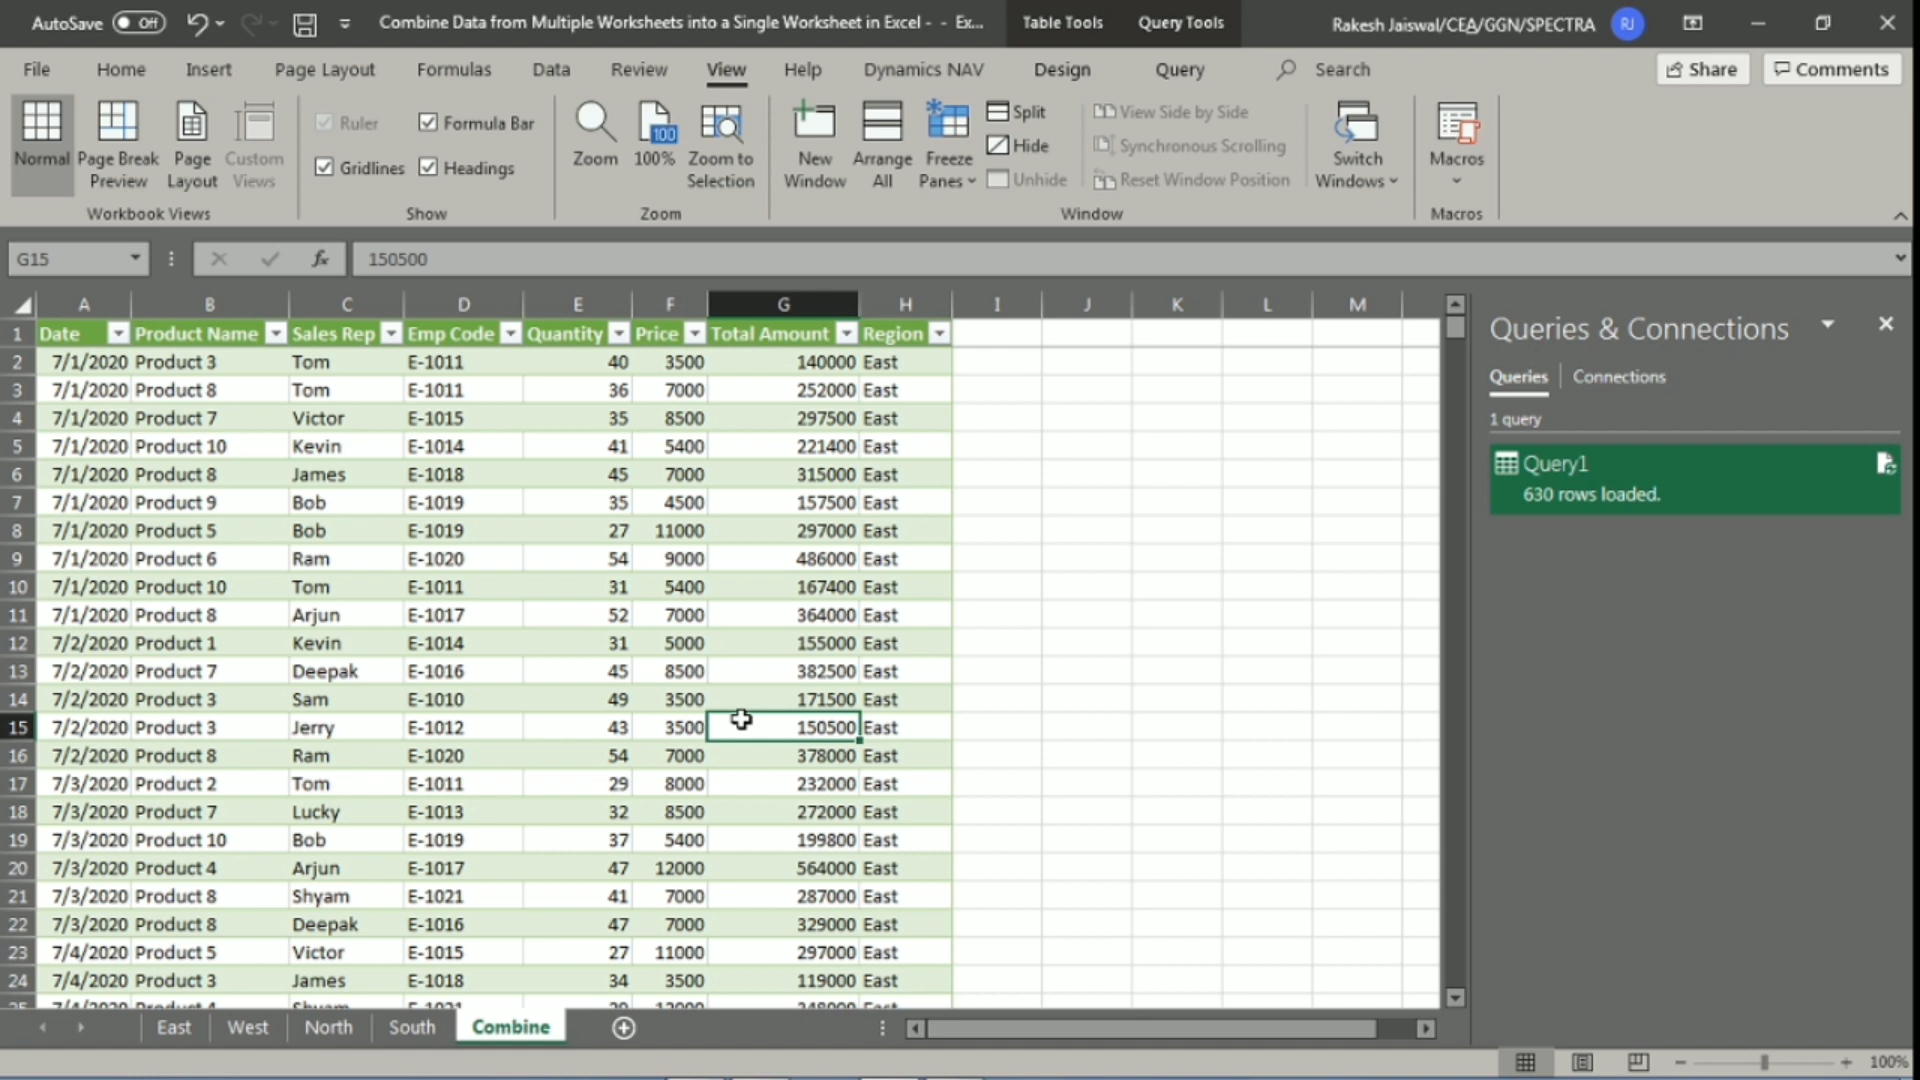 AutoSave Off Combine Data from Multiple Worksheets into a Single Worksheet in Excel - - Ex... Table Tools Query Tools Rakesh Jaiswal/CEA/GGN/SPECTRA RJ
File Home Insert Page Layout Formulas Data Review View Help Dynamics NAV Design Query Search Share Comments
Normal Page Break Preview Page Layout Custom Views
Workbook Views
Ruler Formula Bar
Gridlines Headings
Show
Zoom 100 100% Zoom to Selection
Zoom
New Window Arrange All Freeze Panes
Split
Hide
Unhide
View Side by Side
Synchronous Scrolling
Reset Window Position
Switch Windows
Window
Macros
Macros
G15 fx 150500
A B C D E F G H I J K L M
1 Date Product Name Sales Rep Emp Code Quantity Price Total Amount Region
2 7/1/2020 Product 3 Tom E-1011 40 3500 140000 East
3 7/1/2020 Product 8 Tom E-1011 36 7000 252000 East
4 7/1/2020 Product 7 Victor E-1015 35 8500 297500 East
5 7/1/2020 Product 10 Kevin E-1014 41 5400 221400 East
6 7/1/2020 Product 8 James E-1018 45 7000 315000 East
7 7/1/2020 Product 9 Bob E-1019 35 4500 157500 East
8 7/1/2020 Product 5 Bob E-1019 27 11000 297000 East
9 7/1/2020 Product 6 Ram E-1020 54 9000 486000 East
10 7/1/2020 Product 10 Tom E-1011 31 5400 167400 East
11 7/1/2020 Product 8 Arjun E-1017 52 7000 364000 East
12 7/2/2020 Product 1 Kevin E-1014 31 5000 155000 East
13 7/2/2020 Product 7 Deepak E-1016 45 8500 382500 East
14 7/2/2020 Product 3 Sam E-1010 49 3500 171500 East
15 7/2/2020 Product 3 Jerry E-1012 43 3500 150500 East
16 7/2/2020 Product 8 Ram E-1020 54 7000 378000 East
17 7/3/2020 Product 2 Tom E-1011 29 8000 232000 East
18 7/3/2020 Product 7 Lucky E-1013 32 8500 272000 East
19 7/3/2020 Product 10 Bob E-1019 37 5400 199800 East
20 7/3/2020 Product 4 Arjun E-1017 47 12000 564000 East
21 7/3/2020 Product 8 Shyam E-1021 41 7000 287000 East
22 7/3/2020 Product 8 Deepak E-1016 47 7000 329000 East
23 7/4/2020 Product 5 Victor E-1015 27 11000 297000 East
24 7/4/2020 Product 3 James E-1018 34 3500 119000 East
Queries & Connections
Queries Connections
1 query
Query1
630 rows loaded.
East West North South Combine
100%